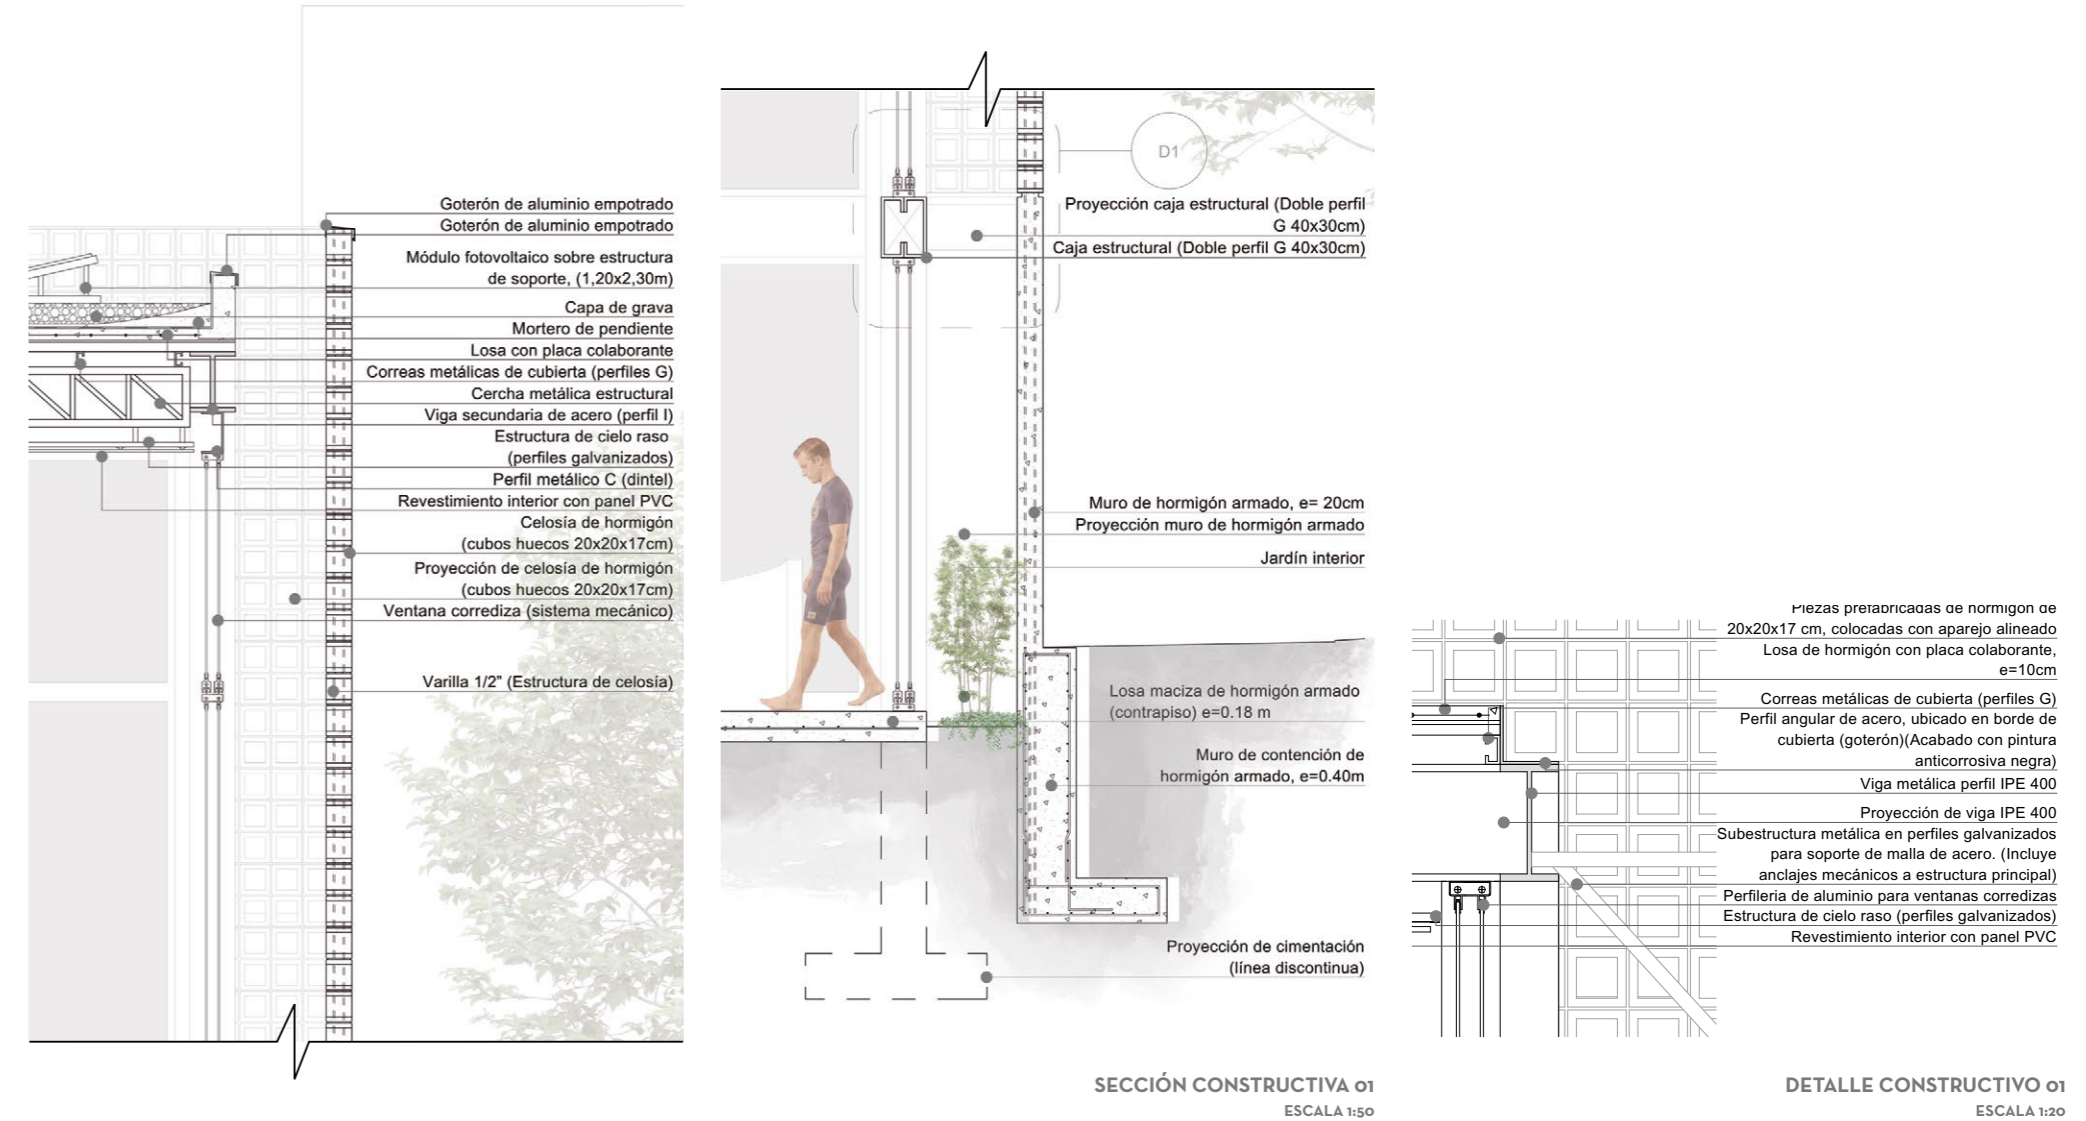 Goterón de aluminio empotrado
Goterón de aluminio empotrado
Módulo fotovoltaico sobre estructura
de soporte, (1,20x2,30m)
Capa de grava
Mortero de pendiente
Losa con placa colaborante
Correas metálicas de cubierta (perfiles G)
Cercha metálica estructural
Viga secundaria de acero (perfil I)
Estructura de cielo raso
(perfiles galvanizados)
Perfil metálico C (dintel)
Revestimiento interior con panel PVC
Celosía de hormigón
(cubos huecos 20x20x17cm)
Proyección de celosía de hormigón
(cubos huecos 20x20x17cm)
Ventana corrediza (sistema mecánico)
Varilla 1/2" (Estructura de celosía)
D1
Proyección caja estructural (Doble perfil
G 40x30cm)
Caja estructural (Doble perfil G 40x30cm)
Muro de hormigón armado, e= 20cm
Proyección muro de hormigón armado
Jardín interior
Losa maciza de hormigón armado
(contrapiso) e=0.18 m
Muro de contención de
hormigón armado, e=0.40m
Proyección de cimentación
(línea discontinua)
SECCIÓN CONSTRUCTIVA 01
ESCALA 1:50
Piezas prefabricadas de hormigón de
20x20x17 cm, colocadas con aparejo alineado
Losa de hormigón con placa colaborante,
e=10cm
Correas metálicas de cubierta (perfiles G)
Perfil angular de acero, ubicado en borde de
cubierta (goterón)(Acabado con pintura
anticorrosiva negra)
Viga metálica perfil IPE 400
Proyección de viga IPE 400
Subestructura metálica en perfiles galvanizados
para soporte de malla de acero. (Incluye
anclajes mecánicos a estructura principal)
Perfileria de aluminio para ventanas corredizas
Estructura de cielo raso (perfiles galvanizados)
Revestimiento interior con panel PVC
DETALLE CONSTRUCTIVO 01
ESCALA 1:20